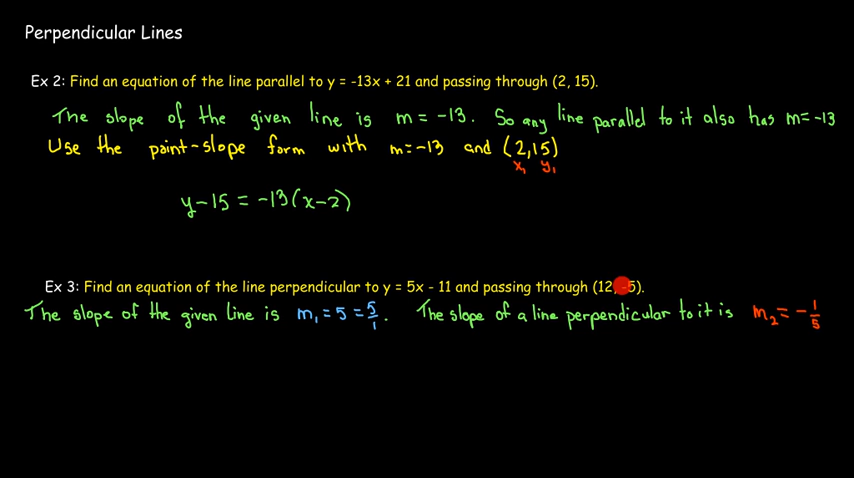 Perpendicular Lines
Ex 2: Find an equation of the line parallel to y = -13x + 21 and passing through (2, 15).
The slope of the given line is m = -13. So any line parallel to it also has m = -13
Use the point-slope form with m = -13 and (2, 15)
x₁ y₁
y - 15 = -13(x - 2)
Ex 3: Find an equation of the line perpendicular to y = 5x - 11 and passing through (12, -5).
The slope of the given line is m₁ = 5 = 5/1. The slope of a line perpendicular to it is m₂ = -1/5